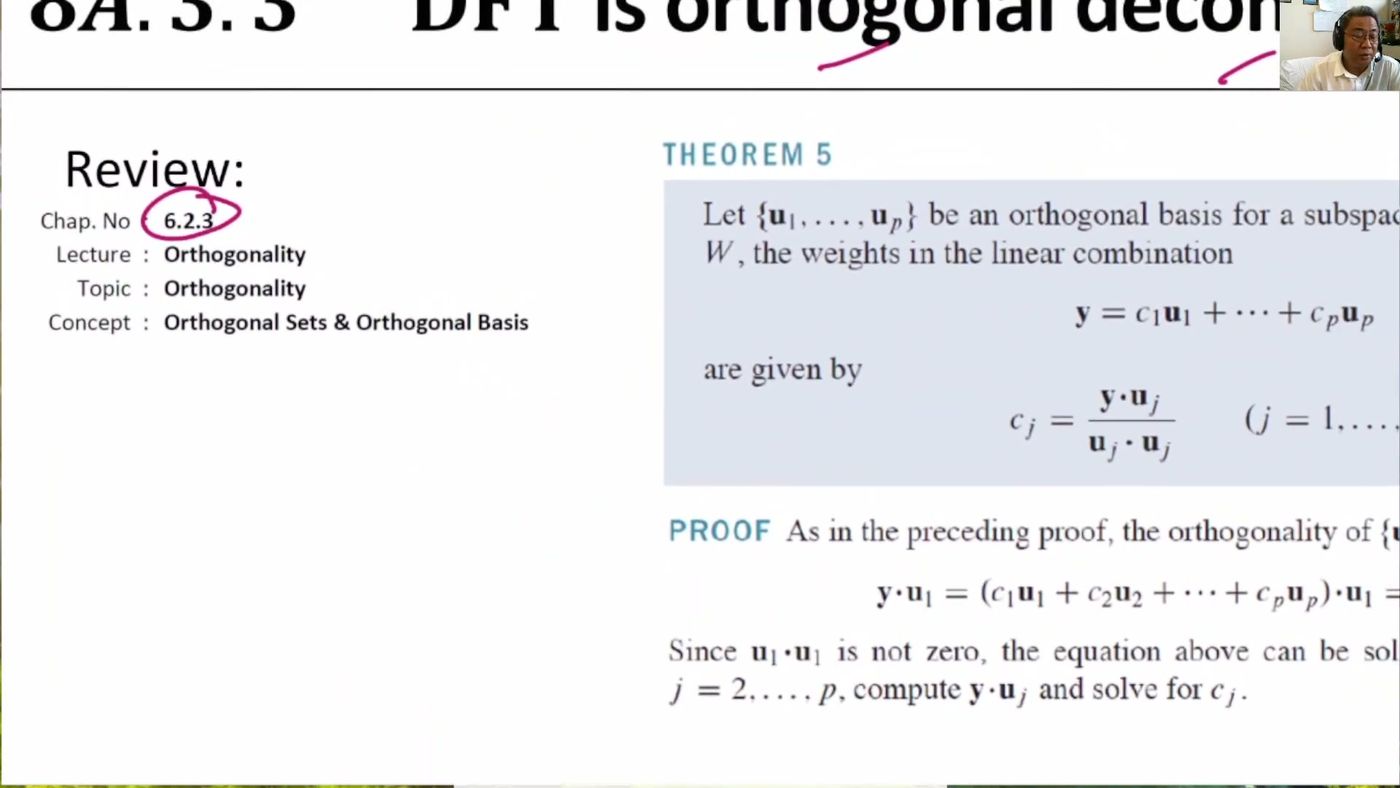 8A. 3. 3 DFT is orthogonal decom
Review:
Chap. No : 6.2.3
Lecture : Orthogonality
Topic : Orthogonality
Concept : Orthogonal Sets & Orthogonal Basis
THEOREM 5
Let {u₁,...,uₚ} be an orthogonal basis for a subspac
W, the weights in the linear combination
y = c₁u₁ + ··· + cₚuₚ
are given by
cⱼ = y·uⱼ / uⱼ·uⱼ (j = 1,...,
PROOF As in the preceding proof, the orthogonality of {u
y·u₁ = (c₁u₁ + c₂u₂ + ··· + cₚuₚ)·u₁ =
Since u₁·u₁ is not zero, the equation above can be sol
j = 2,..., p, compute y·uⱼ and solve for cⱼ.